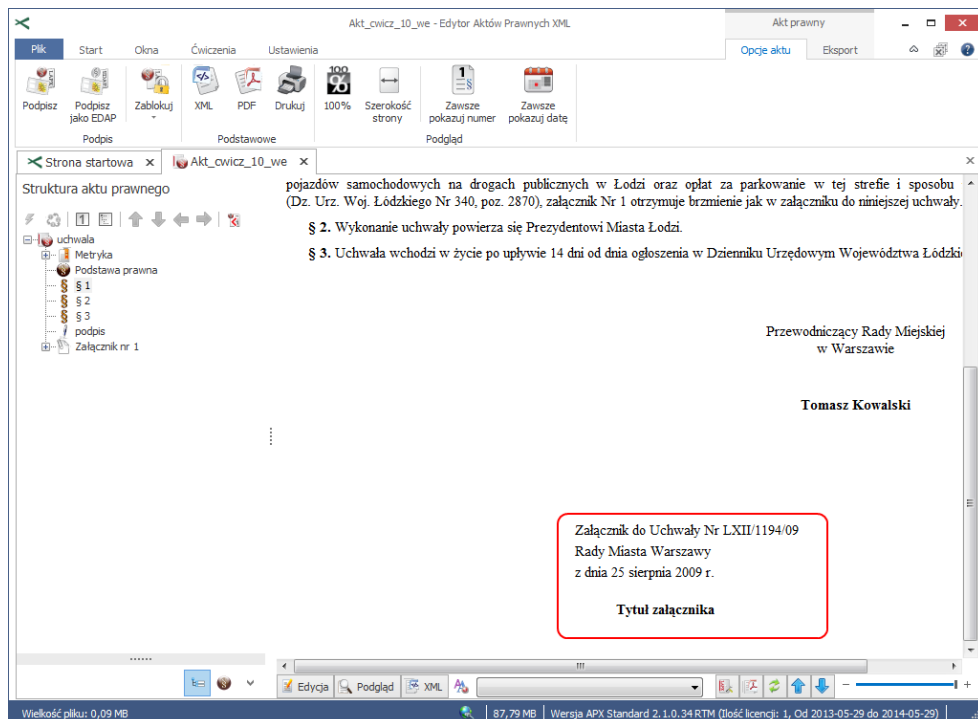 Akt_cwicz_10_we - Edytor Aktów Prawnych XML
Akt prawny
Plik Start Okna Ćwiczenia Ustawienia Opcje aktu Eksport
Podpisz
Podpisz jako EDAP
Zablokuj
XML
PDF
Drukuj
100%
Szerokość strony
Zawsze pokazuj numer
Zawsze pokazuj datę
Podpis Podstawowe Podgląd
Strona startowa x Akt_cwicz_10_we x
Struktura aktu prawnego
uchwala
Metryka
Podstawa prawna
§ 1
§ 2
§ 3
podpis
Załącznik nr 1
pojazdów samochodowych na drogach publicznych w Łodzi oraz opłat za parkowanie w tej strefie i sposobu
(Dz. Urz. Woj. Łódzkiego Nr 340, poz. 2870), załącznik Nr 1 otrzymuje brzmienie jak w załączniku do niniejszej uchwały.
§ 2. Wykonanie uchwały powierza się Prezydentowi Miasta Łodzi.
§ 3. Uchwała wchodzi w życie po upływie 14 dni od dnia ogłoszenia w Dzienniku Urzędowym Województwa Łódzki
Przewodniczący Rady Miejskiej
w Warszawie
Tomasz Kowalski
Załącznik do Uchwały Nr LXII/1194/09
Rady Miasta Warszawy
z dnia 25 sierpnia 2009 r.
Tytuł załącznika
Edycja Podgląd XML
Wielkość pliku: 0,09 MB 87,79 MB Wersja APX Standard 2.1.0.34 RTM (Ilość licencji: 1, Od 2013-05-29 do 2014-05-29)